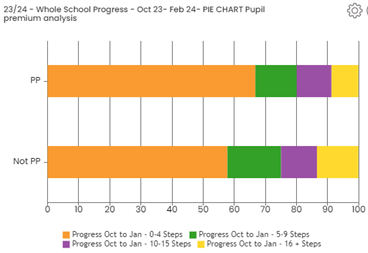 23/24 - Whole School Progress - Oct 23- Feb 24- PIE CHART Pupil
premium analysis
PP
Not PP
0 10 20 30 40 50 60 70 80 90 100
Progress Oct to Jan - 0-4 Steps Progress Oct to Jan - 5-9 Steps
Progress Oct to Jan - 10-15 Steps Progress Oct to Jan - 16 + Steps